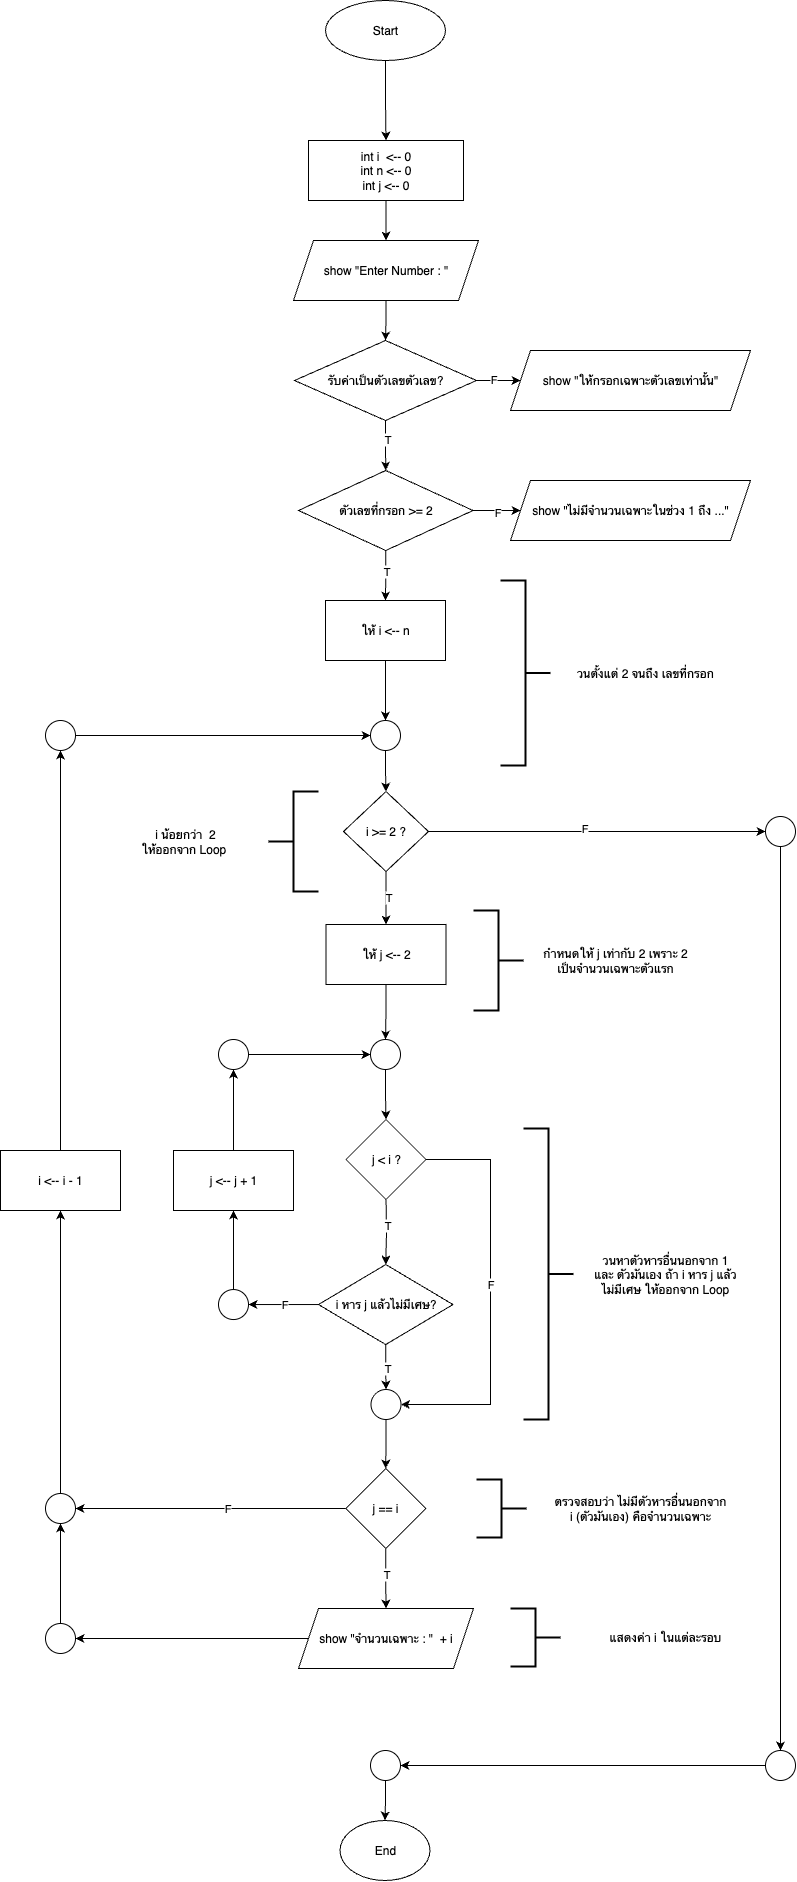 Start
int i <-- 0
int n <-- 0
int j <-- 0
show "Enter Number : "
รับค่าเป็นตัวเลขตัวเลข?
F
show "ให้กรอกเฉพาะตัวเลขเท่านั้น"
T
ตัวเลขที่กรอก >= 2
F
show "ไม่มีจำนวนเฉพาะในช่วง 1 ถึง ..."
T
ให้ i <-- n
วนตั้งแต่ 2 จนถึง เลขที่กรอก
i น้อยกว่า 2
ให้ออกจาก Loop
i >= 2 ?
F
T
ให้ j <-- 2
กำหนดให้ j เท่ากับ 2 เพราะ 2
เป็นจำนวนเฉพาะตัวแรก
j < i ?
i <-- i - 1
j <-- j + 1
T
วนหาตัวหารอื่นนอกจาก 1
และ ตัวมันเอง ถ้า i หาร j แล้ว
ไม่มีเศษ ให้ออกจาก Loop
F
F
i หาร j แล้วไม่มีเศษ?
T
F
j == i
ตรวจสอบว่า ไม่มีตัวหารอื่นนอกจาก
i (ตัวมันเอง) คือจำนวนเฉพาะ
T
show "จำนวนเฉพาะ : " + i
แสดงค่า i ในแต่ละรอบ
End